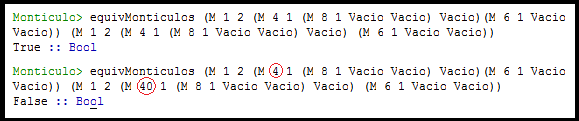 Monticulo> equivMonticulos (M 1 2 (M 4 1 (M 8 1 Vacio Vacio) Vacio)(M 6 1 Vacio
Vacio)) (M 1 2 (M 4 1 (M 8 1 Vacio Vacio) Vacio) (M 6 1 Vacio Vacio))
True :: Bool
Monticulo> equivMonticulos (M 1 2 (M 4 1 (M 8 1 Vacio Vacio) Vacio)(M 6 1 Vacio
Vacio)) (M 1 2 (M 40 1 (M 8 1 Vacio Vacio) Vacio) (M 6 1 Vacio Vacio))
False :: Bool